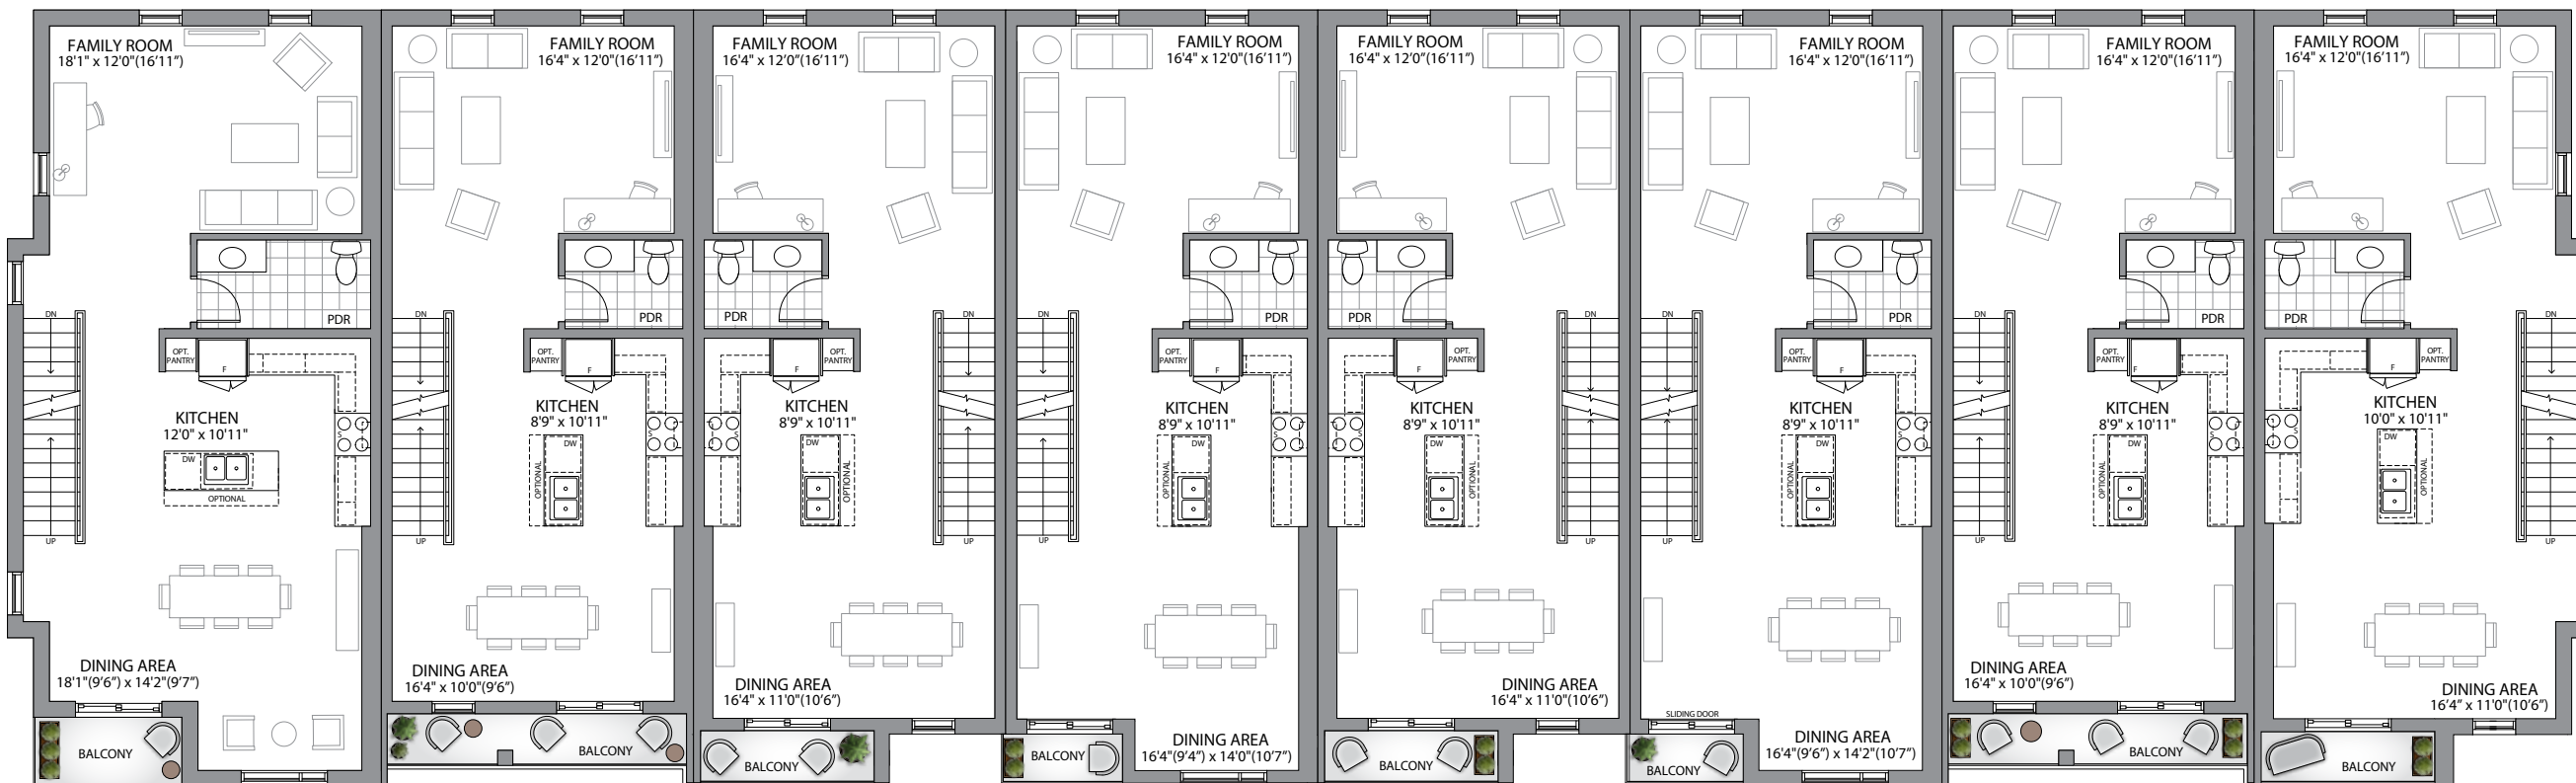 FAMILY ROOM
18'1" x 12'0"(16'11")
PDR
DN
OPT.
PANTRY
F
KITCHEN
12'0" x 10'11"
S
DW
OPTIONAL
UP
DINING AREA
18'1"(9'6") x 14'2"(9'7")
BALCONY
FAMILY ROOM
16'4" x 12'0"(16'11")
PDR
DN
OPT.
PANTRY
F
KITCHEN
8'9" x 10'11"
S
DW
OPTIONAL
UP
DINING AREA
16'4" x 10'0"(9'6")
BALCONY
FAMILY ROOM
16'4" x 12'0"(16'11")
PDR
DN
OPT.
PANTRY
F
KITCHEN
8'9" x 10'11"
S
DW
OPTIONAL
UP
DINING AREA
16'4" x 11'0"(10'6")
BALCONY
FAMILY ROOM
16'4" x 12'0"(16'11")
PDR
DN
OPT.
PANTRY
F
KITCHEN
8'9" x 10'11"
S
DW
OPTIONAL
UP
DINING AREA
16'4"(9'4") x 14'0"(10'7")
BALCONY
FAMILY ROOM
16'4" x 12'0"(16'11")
PDR
DN
OPT.
PANTRY
F
KITCHEN
8'9" x 10'11"
S
DW
OPTIONAL
UP
DINING AREA
16'4" x 11'0"(10'6")
BALCONY
FAMILY ROOM
16'4" x 12'0"(16'11")
PDR
DN
OPT.
PANTRY
F
KITCHEN
8'9" x 10'11"
S
DW
OPTIONAL
UP
SLIDING DOOR
DINING AREA
16'4"(9'6") x 14'2"(10'7")
BALCONY
FAMILY ROOM
16'4" x 12'0"(16'11")
PDR
DN
OPT.
PANTRY
F
KITCHEN
8'9" x 10'11"
S
DW
OPTIONAL
UP
DINING AREA
16'4" x 10'0"(9'6")
BALCONY
FAMILY ROOM
16'4" x 12'0"(16'11")
PDR
DN
OPT.
PANTRY
F
KITCHEN
10'0" x 10'11"
S
DW
OPTIONAL
UP
DINING AREA
16'4" x 11'0"(10'6")
BALCONY